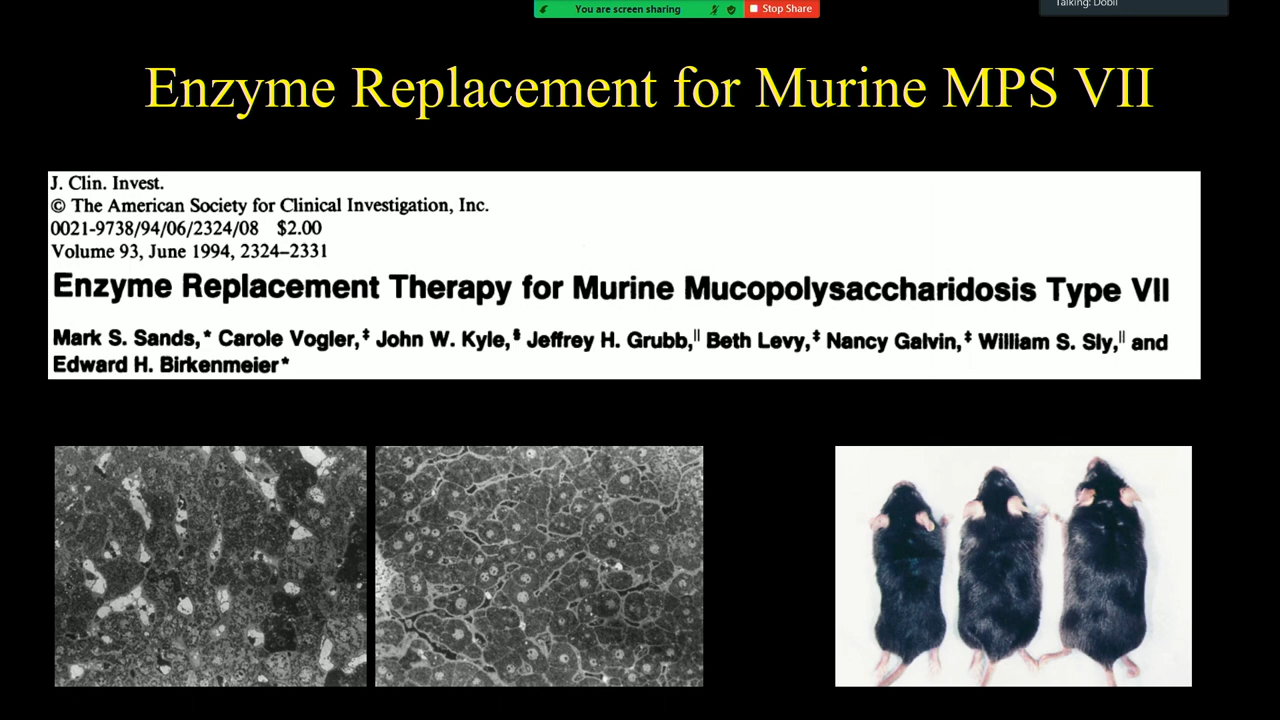 You are screen sharing
Stop Share
Talking: Dobil
Enzyme Replacement for Murine MPS VII
J. Clin. Invest.
© The American Society for Clinical Investigation, Inc.
0021-9738/94/06/2324/08 $2.00
Volume 93, June 1994, 2324–2331
Enzyme Replacement Therapy for Murine Mucopolysaccharidosis Type VII
Mark S. Sands,* Carole Vogler,‡ John W. Kyle,§ Jeffrey H. Grubb,|| Beth Levy,‡ Nancy Galvin,‡ William S. Sly,|| and
Edward H. Birkenmeier*